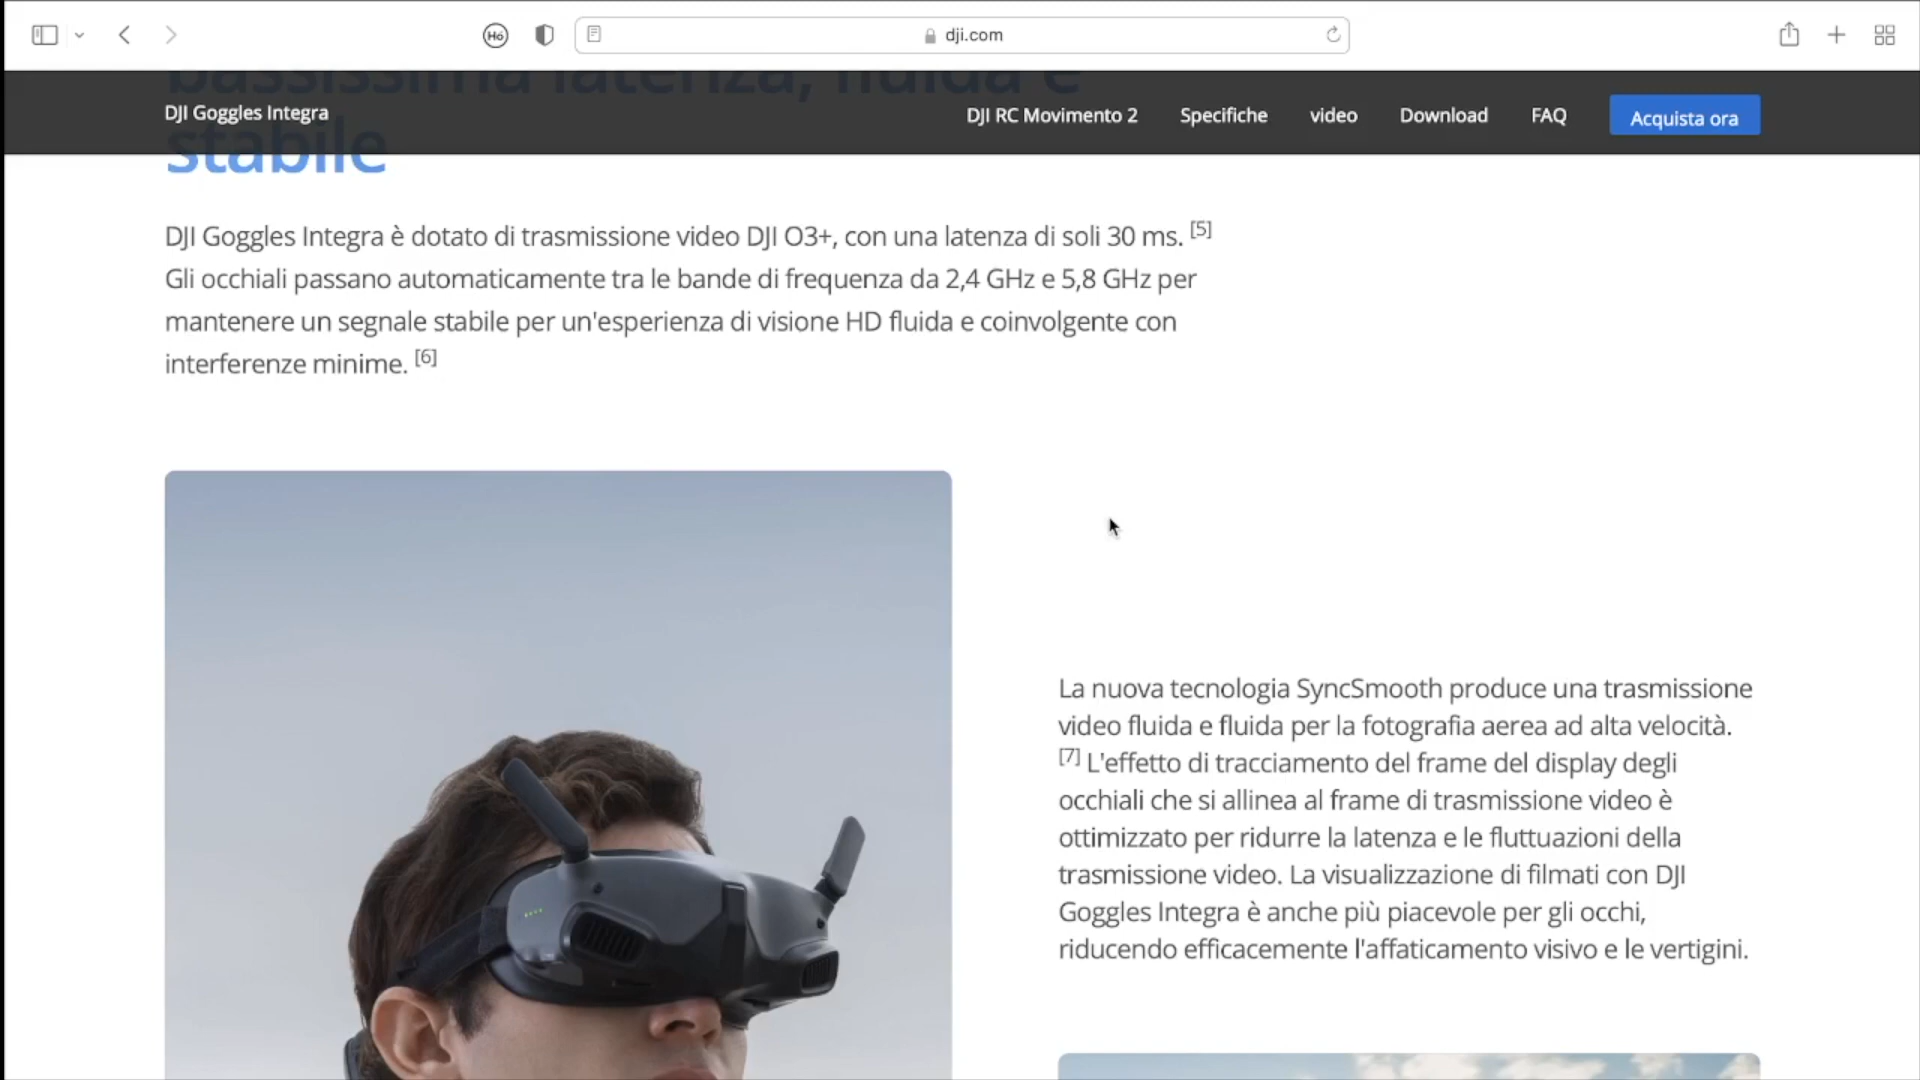 Hó
dji.com
bassissima latenza, fluida e
DJI Goggles Integra
DJI RC Movimento 2
Specifiche
video
Download
FAQ
Acquista ora
stabile
DJI Goggles Integra è dotato di trasmissione video DJI O3+, con una latenza di soli 30 ms. [5]
Gli occhiali passano automaticamente tra le bande di frequenza da 2,4 GHz e 5,8 GHz per
mantenere un segnale stabile per un'esperienza di visione HD fluida e coinvolgente con
interferenze minime. [6]
La nuova tecnologia SyncSmooth produce una trasmissione
video fluida e fluida per la fotografia aerea ad alta velocità.
[7] L'effetto di tracciamento del frame del display degli
occhiali che si allinea al frame di trasmissione video è
ottimizzato per ridurre la latenza e le fluttuazioni della
trasmissione video. La visualizzazione di filmati con DJI
Goggles Integra è anche più piacevole per gli occhi,
riducendo efficacemente l'affaticamento visivo e le vertigini.